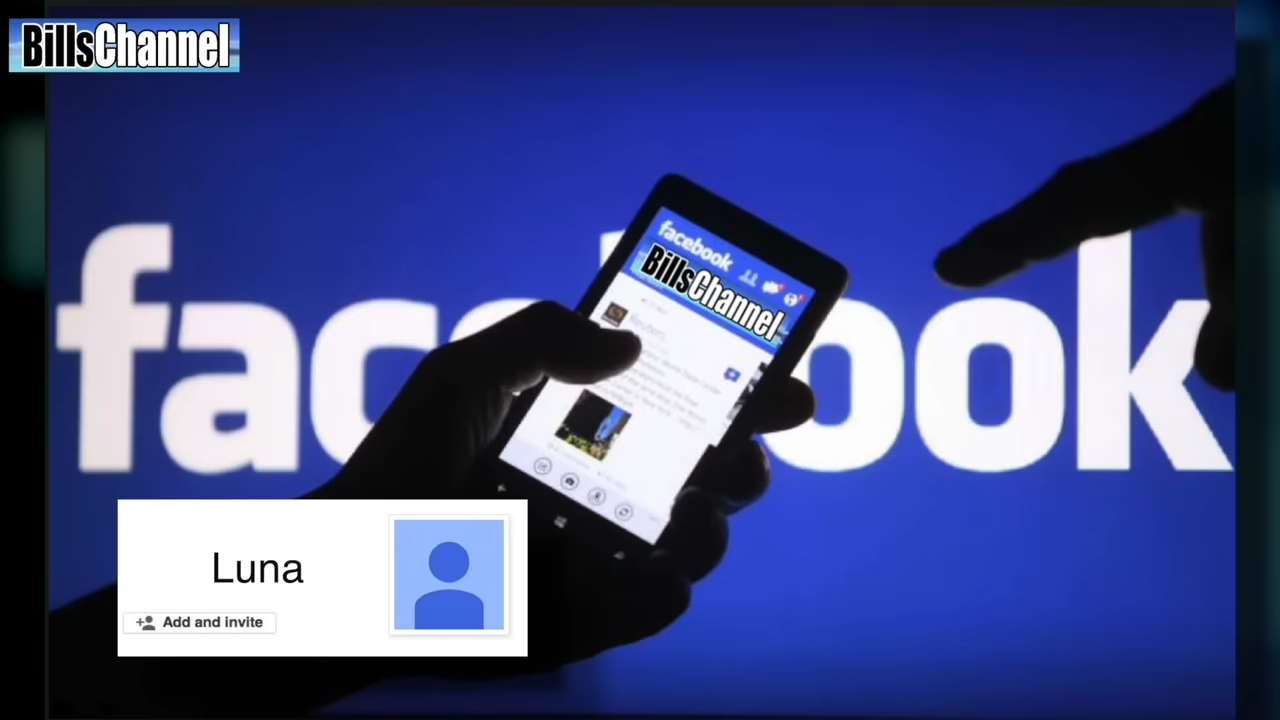 BillsChannel
facebook
facebook
BillsChannel
Luna
Add and invite